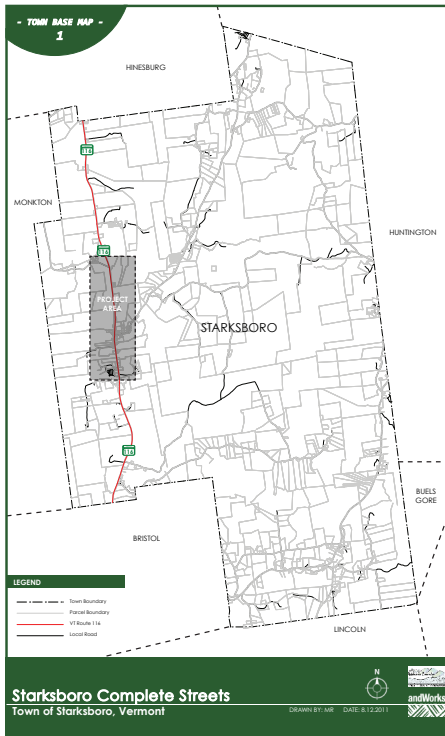 - TOWN BASE MAP -
1
HINESBURG
116
MONKTON
HUNTINGTON
116
PROJECT
AREA
STARKSBORO
116
BUELS
GORE
BRISTOL
LEGEND
Town Boundary
Parcel Boundary
VT Route 116
Local Road
LINCOLN
N
Starksboro Complete Streets
Town of Starksboro, Vermont
DRAWN BY: MR DATE: 8.12.2011
andWorks